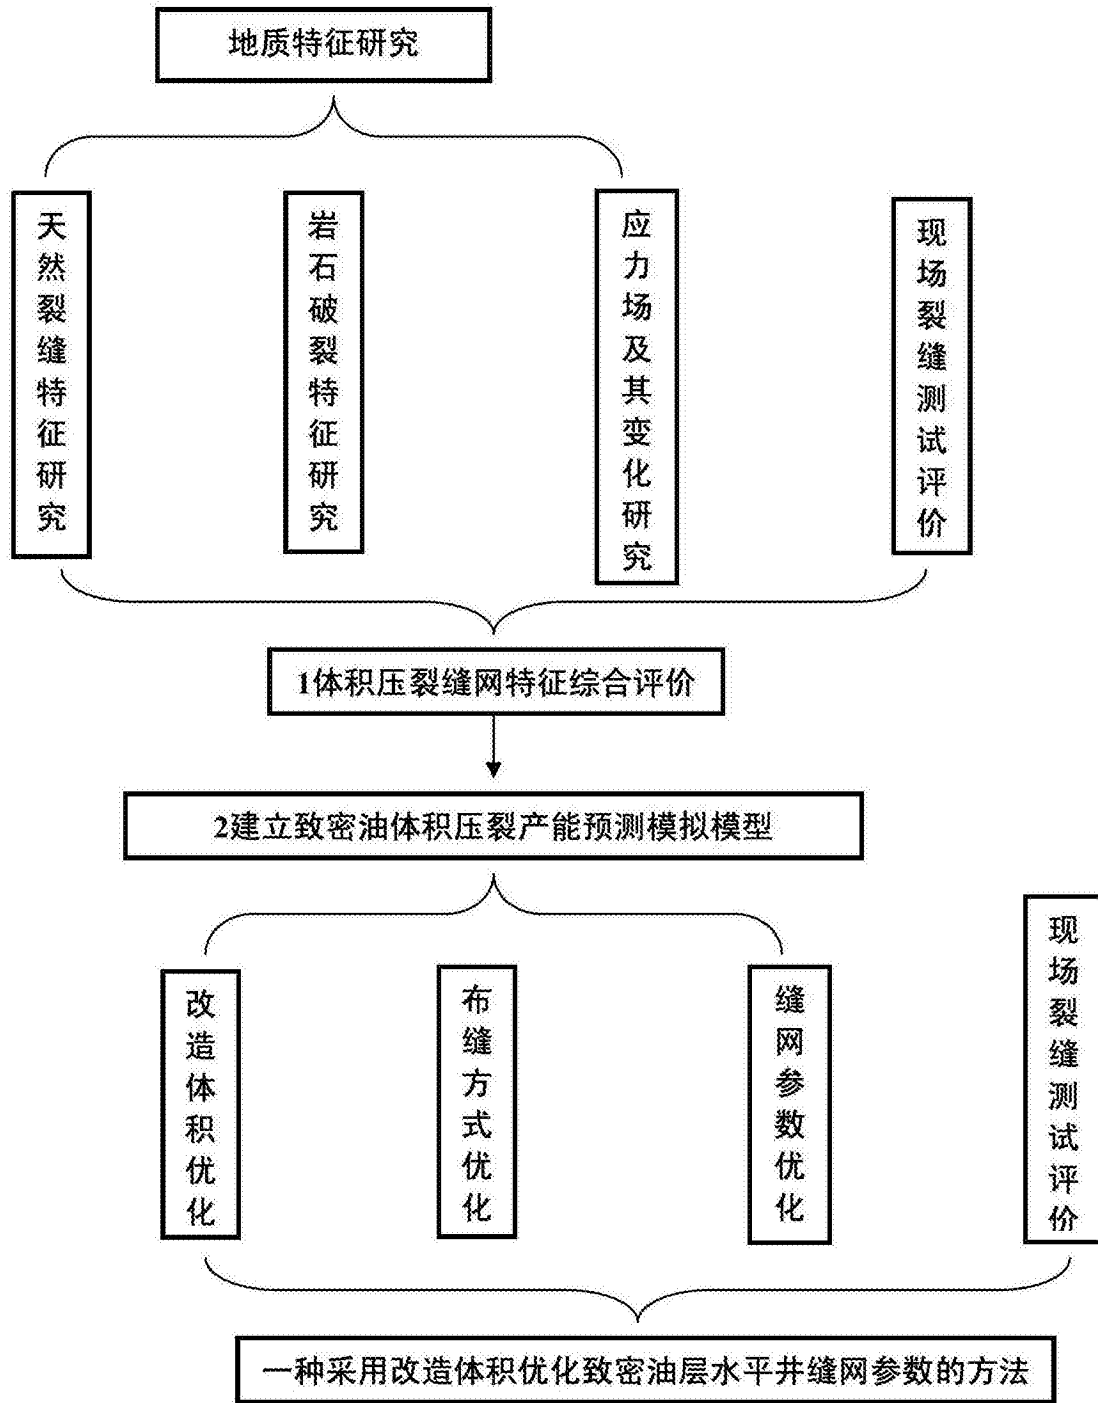 地质特征研究
天然裂缝特征研究
岩石破裂特征研究
应力场及其变化研究
现场裂缝测试评价
1体积压裂缝网特征综合评价
2建立致密油体积压裂产能预测模拟模型
改造体积优化
布缝方式优化
缝网参数优化
现场裂缝测试评价
一种采用改造体积优化致密油层水平井缝网参数的方法